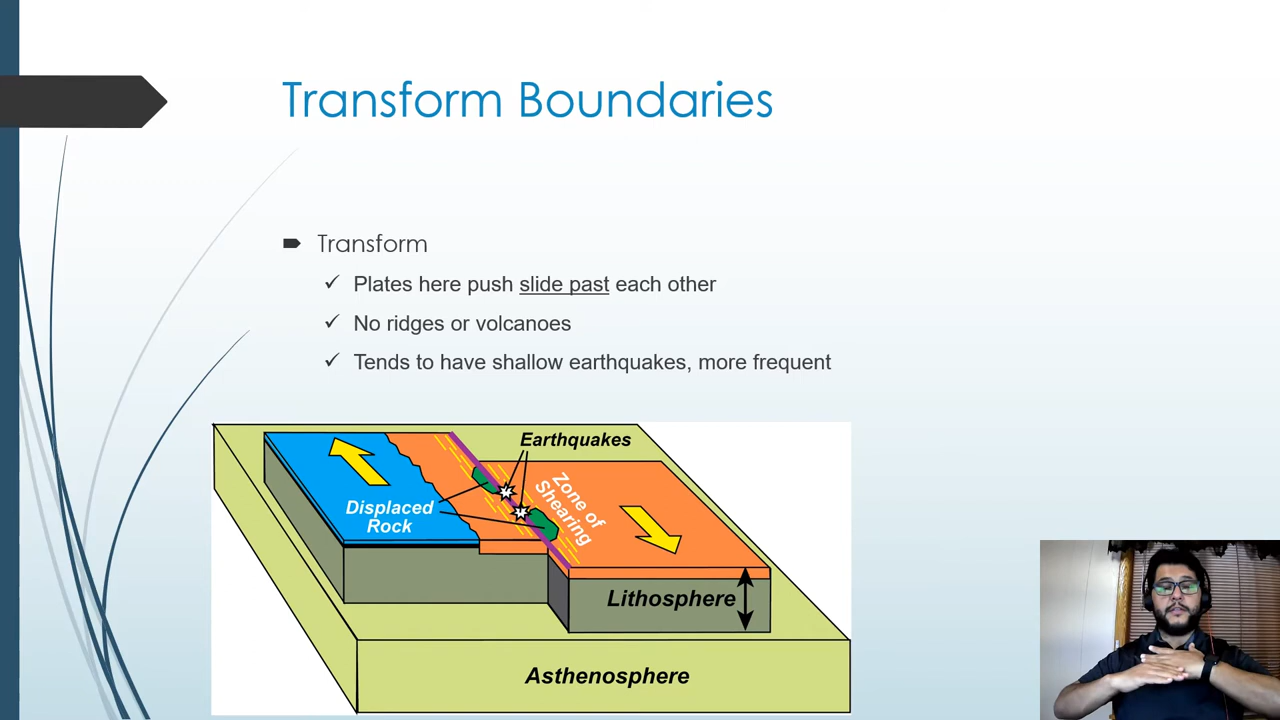 Transform Boundaries
Transform
Plates here push slide past each other
No ridges or volcanoes
Tends to have shallow earthquakes, more frequent
Earthquakes
Zone of
Shearing
Displaced
Rock
Lithosphere
Asthenosphere